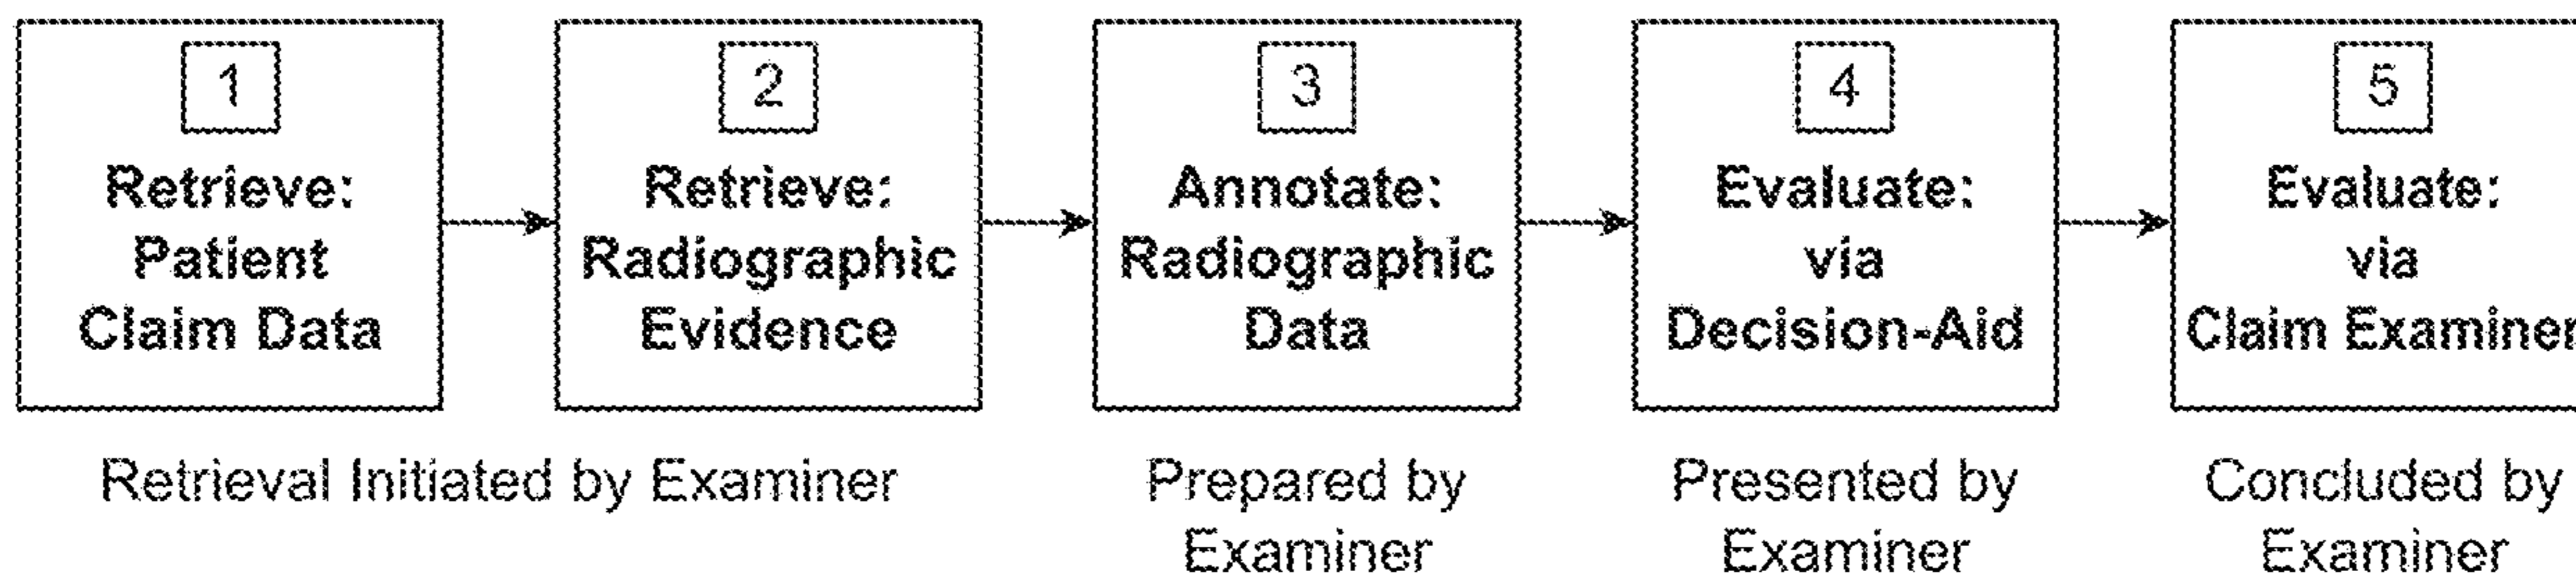 1
Retrieve:
Patient
Claim Data
2
Retrieve:
Radiographic
Evidence
3
Annotate:
Radiographic
Data
4
Evaluate:
via
Decision-Aid
5
Evaluate:
via
Claim Examiner
Retrieval Initiated by Examiner
Prepared by
Examiner
Presented by
Examiner
Concluded by
Examiner